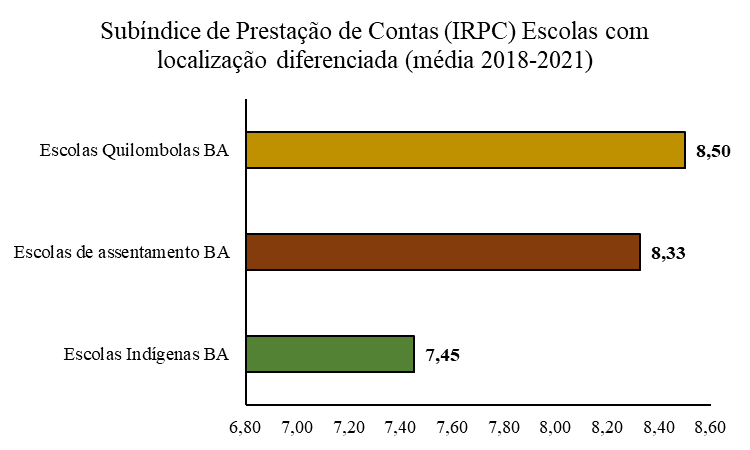 Subíndice de Prestação de Contas (IRPC) Escolas com
localização diferenciada (média 2018-2021)
Escolas Quilombolas BA
8,50
Escolas de assentamento BA
8,33
Escolas Indígenas BA
7,45
6,80 7,00 7,20 7,40 7,60 7,80 8,00 8,20 8,40 8,60